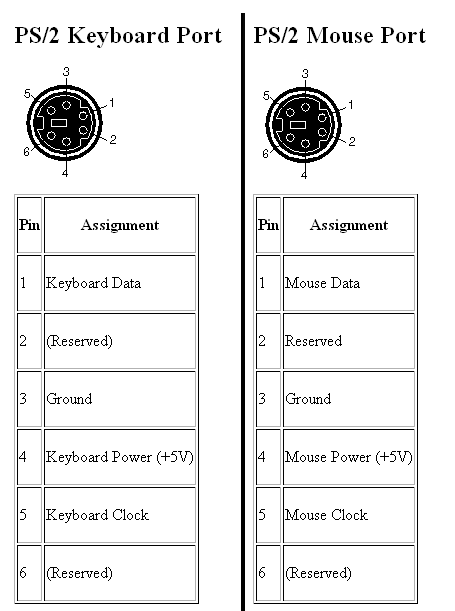 PS/2 Keyboard Port
3
5
1
2
6
4
Pin Assignment
1 Keyboard Data
2 (Reserved)
3 Ground
4 Keyboard Power (+5V)
5 Keyboard Clock
6 (Reserved)
PS/2 Mouse Port
3
5
1
2
6
4
Pin Assignment
1 Mouse Data
2 Reserved
3 Ground
4 Mouse Power (+5V)
5 Mouse Clock
6 (Reserved)